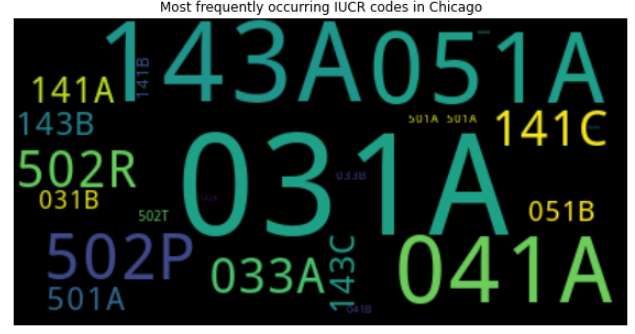 Most frequently occurring IUCR codes in Chicago
143A 051A
141A 141B
143B
501A 501A 141C
502R 031A
031B 142A
502T 051B
502P 033A 143C 041A
501A 041B